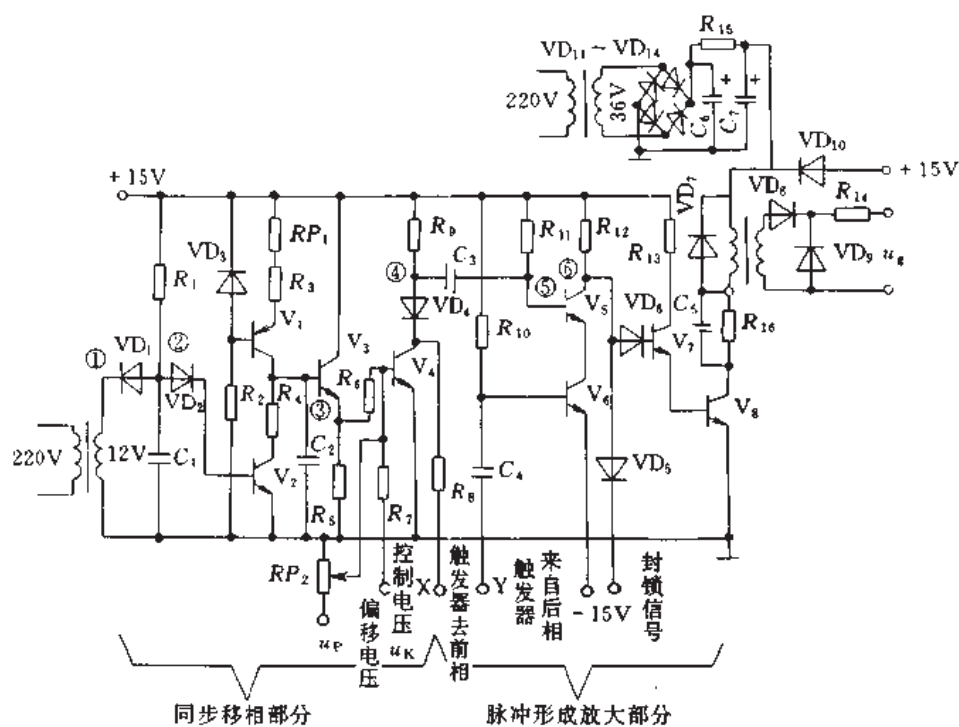 R₁₅
VD₁₁~VD₁₄
220V
36V
C₆
C₇
VD₁₀
+15V
+15V
VD₇
VD₈
R₁₄
VD₉
u_g
RP₁
R₉
R₁₁
R₁₂
VD₃
C₃
R₁₃
④
⑥
⑤
R₁
R₃
V₁
VD₄
R₁₀
V₅
VD₆
C₅
R₁₆
①
VD₁
②
V₃
V₇
VD₂
R₂
R₄
③
R₆
V₄
V₆
V₈
220V
12V
C₁
V₂
C₂
R₈
C₄
VD₅
R₅
R₇
RP₂
u_P
偏移电压
控制电压
u_K
X
触发器去前相
Y
触发器
来自后相
-15V
封锁信号
同步移相部分
脉冲形成放大部分